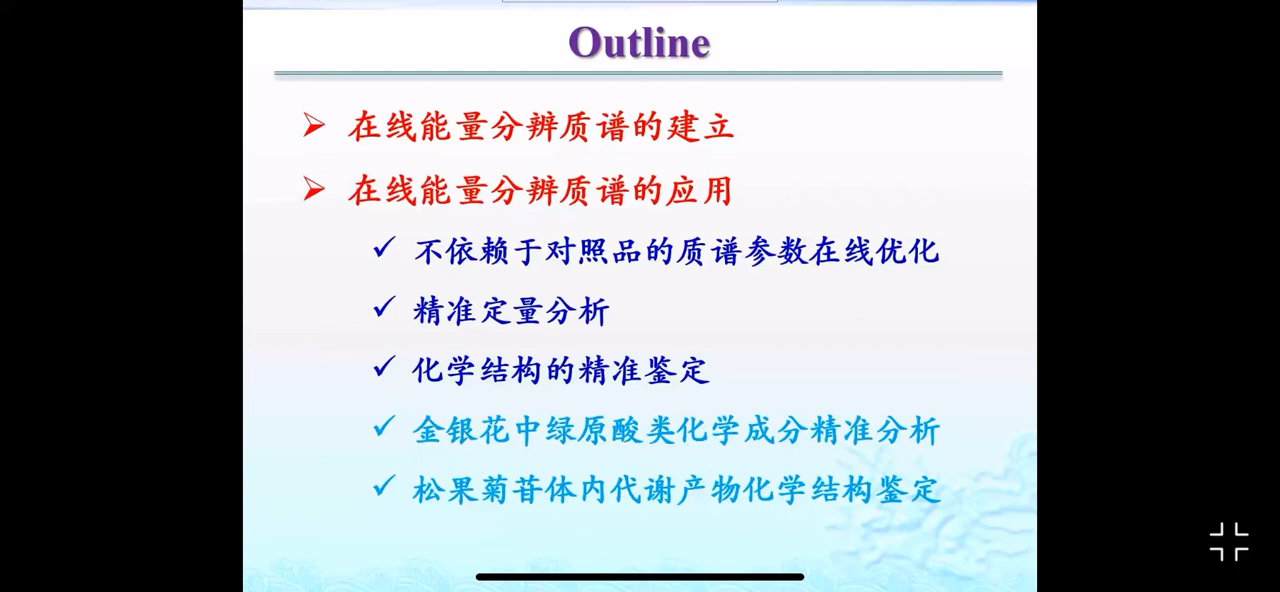 Outline
在线能量分辨质谱的建立
在线能量分辨质谱的应用
不依赖于对照品的质谱参数在线优化
精准定量分析
化学结构的精准鉴定
金银花中绿原酸类化学成分精准分析
松果菊苷体内代谢产物化学结构鉴定